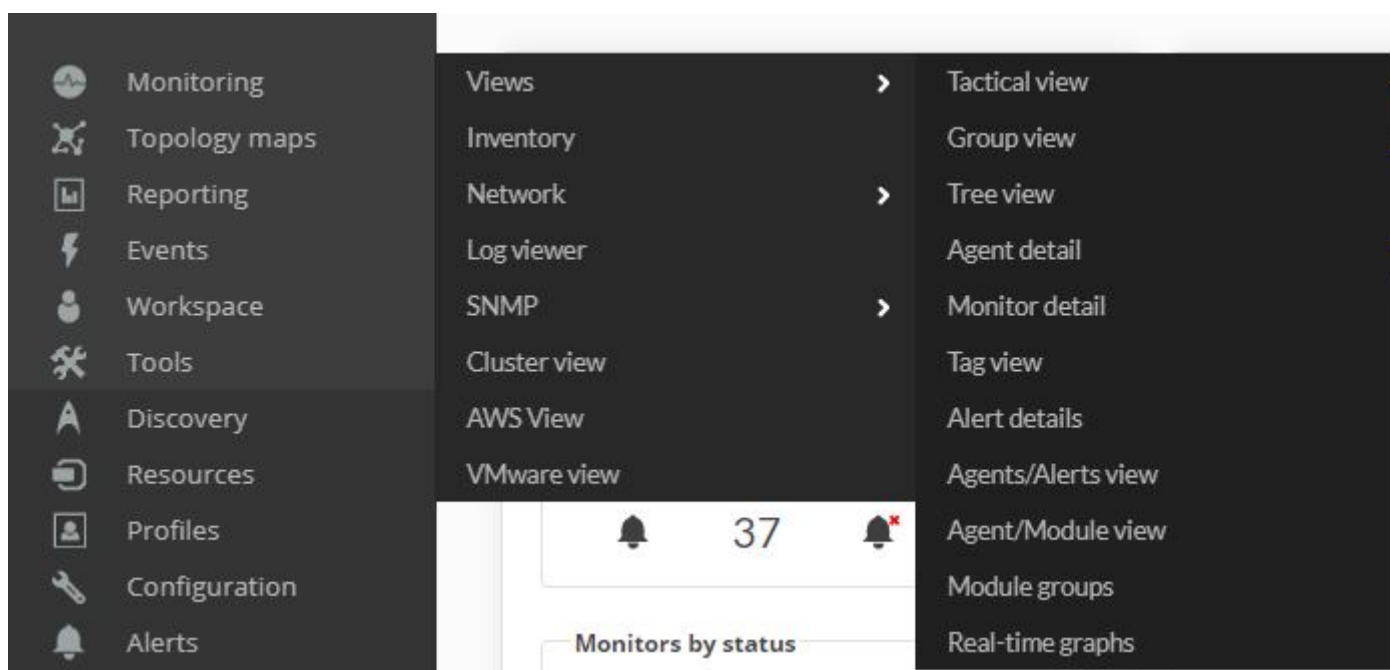 Monitoring
Topology maps
Reporting
Events
Workspace
Tools
Discovery
Resources
Profiles
Configuration
Alerts
Views
Inventory
Network
Log viewer
SNMP
Cluster view
AWS View
VMware view
37
Monitors by status
Tactical view
Group view
Tree view
Agent detail
Monitor detail
Tag view
Alert details
Agents/Alerts view
Agent/Module view
Module groups
Real-time graphs